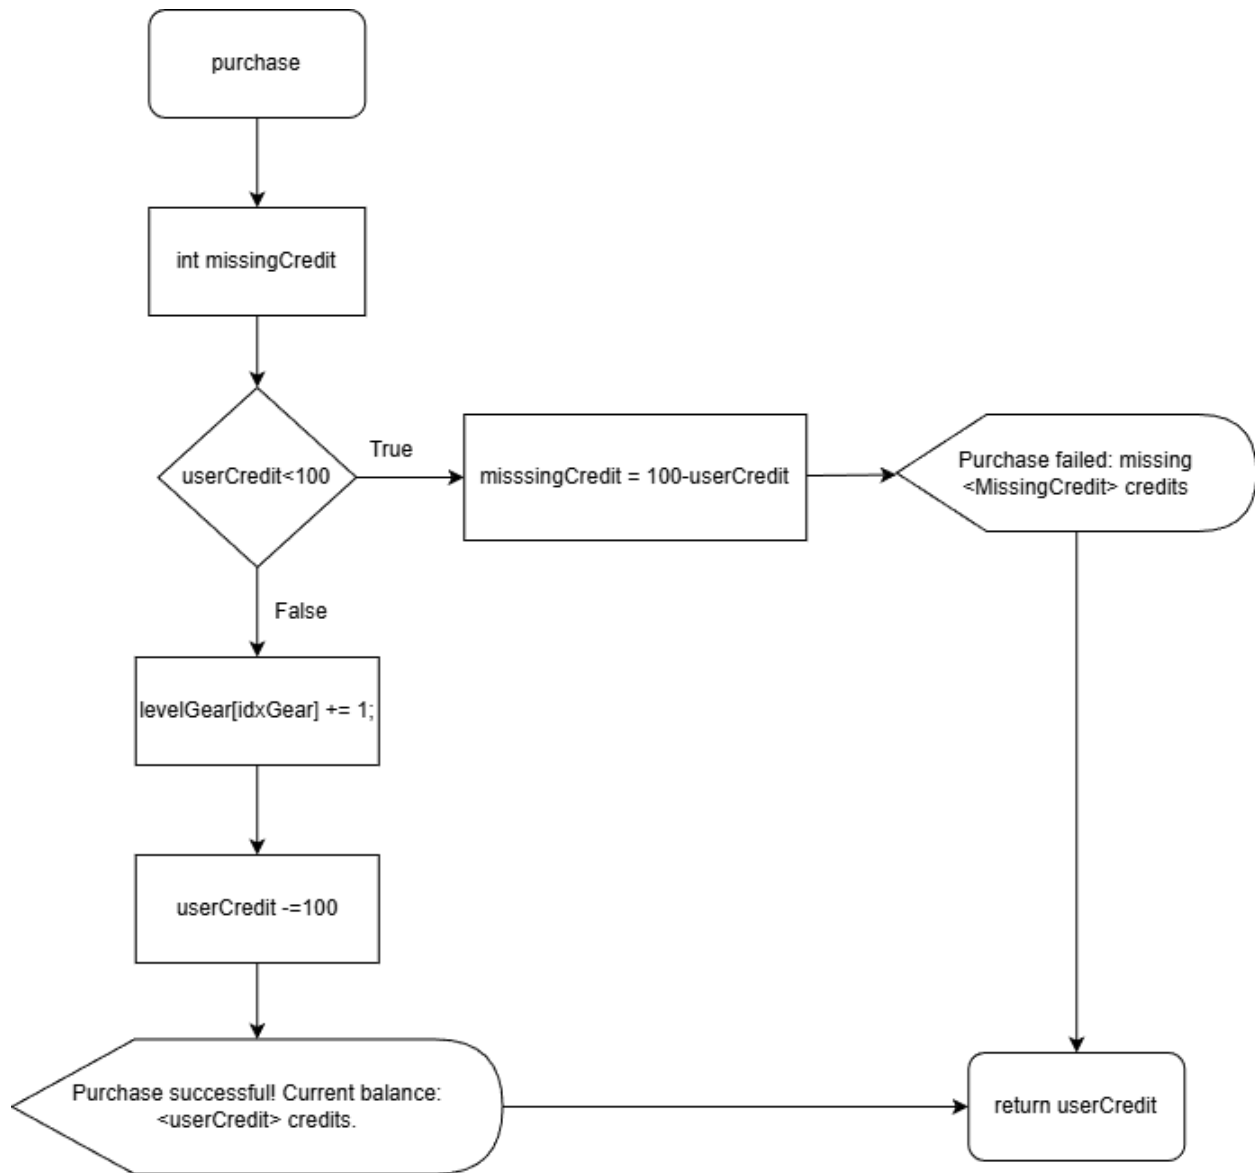 purchase
int missingCredit
userCredit<100
True
misssingCredit = 100-userCredit
Purchase failed: missing
<MissingCredit> credits
False
levelGear[idxGear] += 1;
userCredit -=100
Purchase successful! Current balance:
<userCredit> credits.
return userCredit